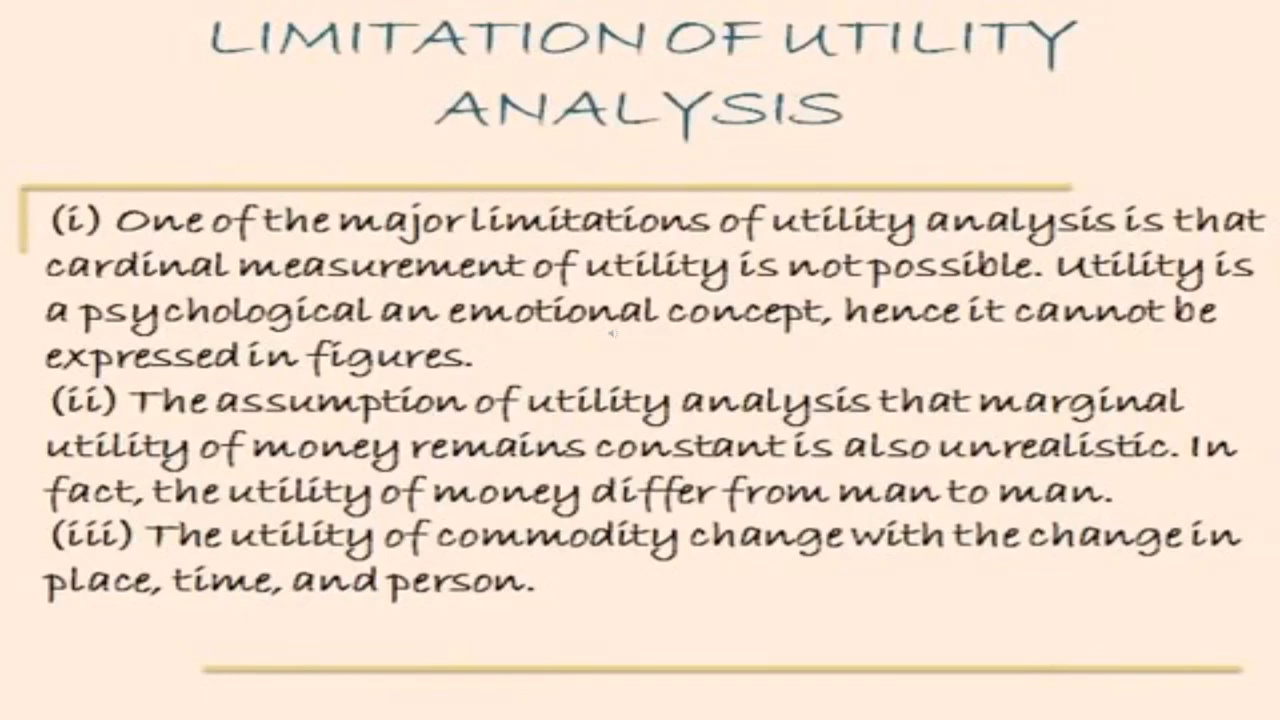 LIMITATION OF UTILITY
ANALYSIS
(i) One of the major limitations of utility analysis is that
cardinal measurement of utility is not possible. Utility is
a psychological an emotional concept, hence it cannot be
expressed in figures.
(ii) The assumption of utility analysis that marginal
utility of money remains constant is also unrealistic. In
fact, the utility of money differ from man to man.
(iii) The utility of commodity change with the change in
place, time, and person.